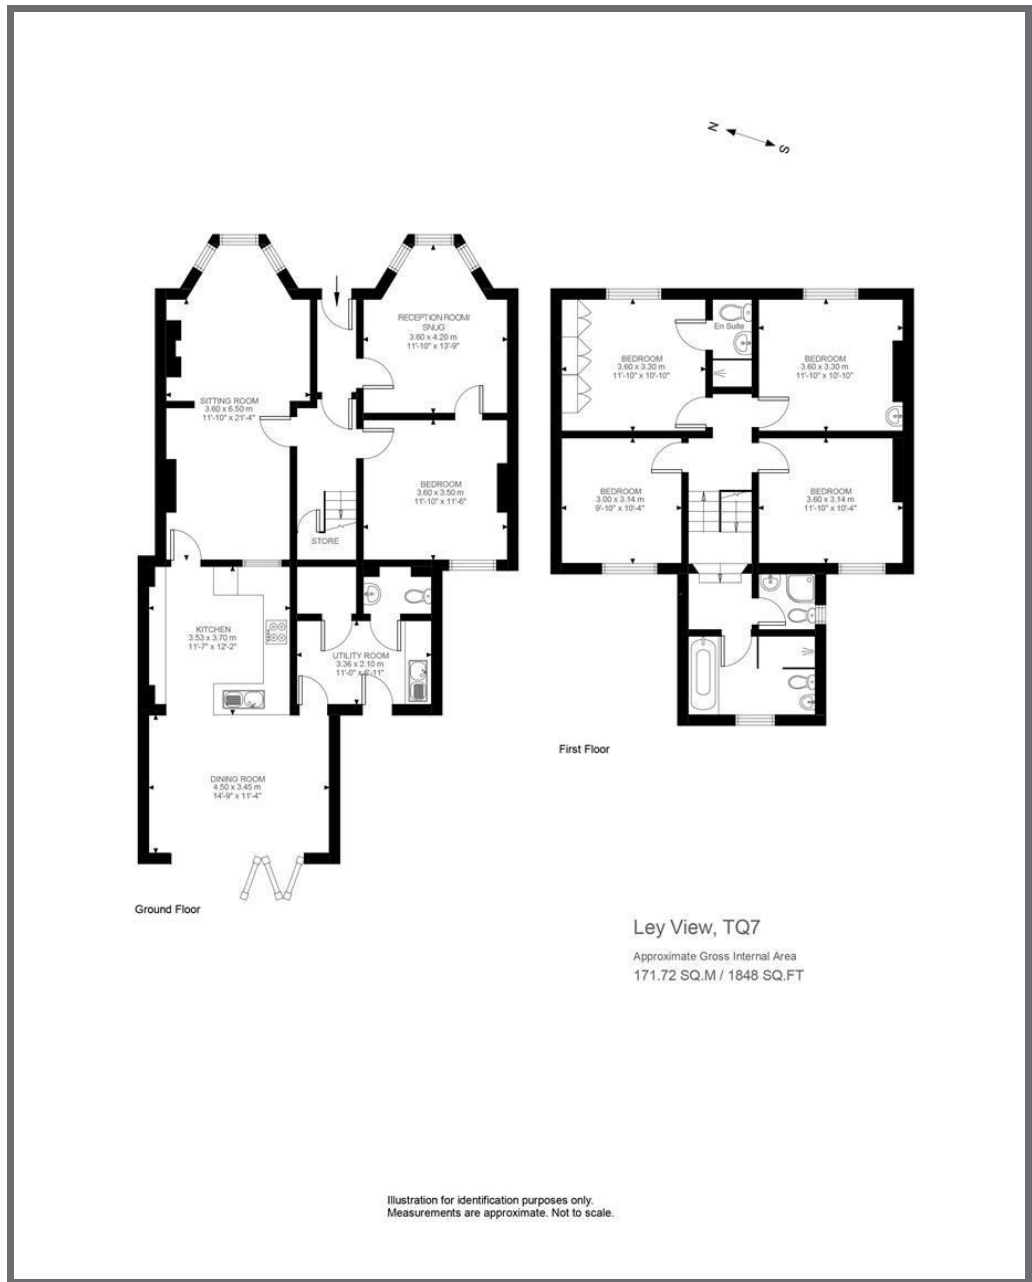 N
S
RECEPTION ROOM/
SNUG
3.60 x 4.20 m
11'-10" x 13'-9"
SITTING ROOM
3.60 x 6.50 m
11'-10" x 21'-4"
BEDROOM
3.60 x 3.50 m
11'-10" x 11'-6"
STORE
KITCHEN
3.53 x 3.70 m
11'-7" x 12'-2"
UTILITY ROOM
3.36 x 2.10 m
11'-0" x 6'-11"
DINING ROOM
4.50 x 3.45 m
14'-9" x 11'-4"
Ground Floor
En Suite
BEDROOM
3.60 x 3.30 m
11'-10" x 10'-10"
BEDROOM
3.60 x 3.30 m
11'-10" x 10'-10"
BEDROOM
3.00 x 3.14 m
9'-10" x 10'-4"
BEDROOM
3.60 x 3.14 m
11'-10" x 10'-4"
First Floor
Ley View, TQ7
Approximate Gross Internal Area
171.72 SQ.M / 1848 SQ.FT
Illustration for identification purposes only.
Measurements are approximate. Not to scale.